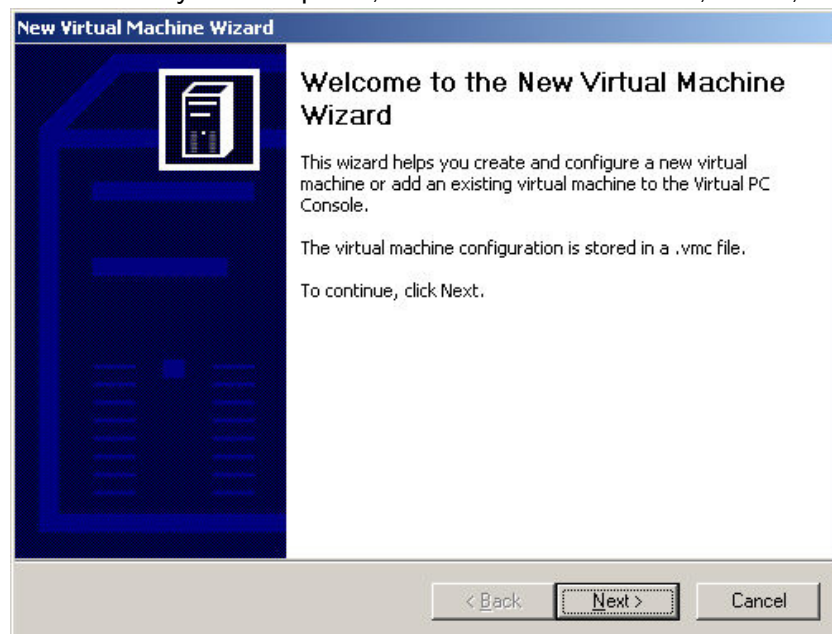 New Virtual Machine Wizard
Welcome to the New Virtual Machine
Wizard
This wizard helps you create and configure a new virtual
machine or add an existing virtual machine to the Virtual PC
Console.
The virtual machine configuration is stored in a .vmc file.
To continue, click Next.
< Back Next > Cancel